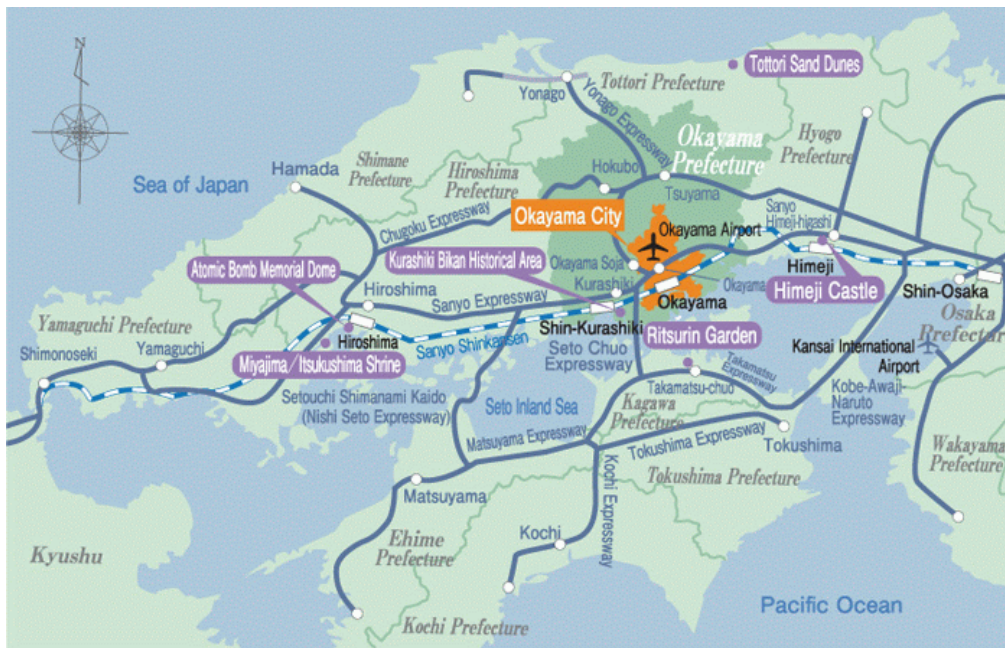 N
Tottori Sand Dunes
Tottori Prefecture
Yonago
Yonago Expressway
Okayama
Prefecture
Hyogo
Prefecture
Shimane
Prefecture
Hiroshima
Prefecture
Hokubo
Tsuyama
Hamada
Sea of Japan
Chugoku Expressway
Okayama City
Okayama Airport
Sanyo
Himeji-higashi
Atomic Bomb Memorial Dome
Kurashiki Bikan Historical Area
Okayama Soja
Okayama
Himeji
Kurashiki
Okayama
Himeji Castle
Shin-Osaka
Hiroshima
Sanyo Expressway
Osaka
Rrefecture
Yamaguchi Prefecture
Hiroshima
Shin-Kurashiki
Ritsurin Garden
Sanyo Shinkansen
Kansai International
Airport
Shimonoseki
Yamaguchi
Miyajima/Itsukushima Shrine
Seto Chuo
Expressway
Takamatsu
Expressway
Takamatsu-chuo
Kobe-Awaji
Naruto
Expressway
Setouchi Shimanami Kaido
(Nishi Seto Expressway)
Seto Inland Sea
Kagawa
Prefecture
Matsuyama Expressway
Tokushima Expressway
Tokushima
Wakayama
Prefecture
Kochi Expressway
Tokushima Prefecture
Matsuyama
Kochi
Ehime
Prefecture
Kyushu
Kochi Prefecture
Pacific Ocean